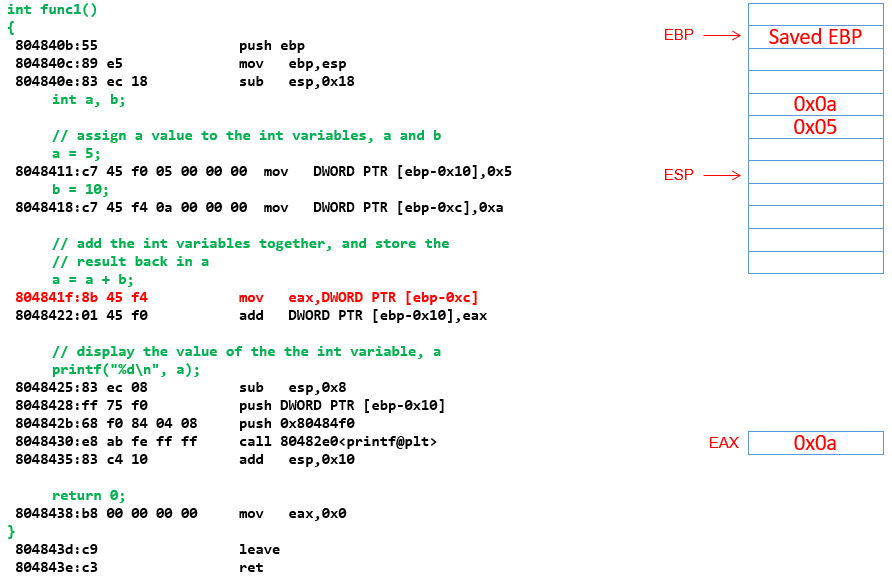 int func1()
{
804840b:55 push ebp
EBP
Saved EBP
804840c:89 e5 mov ebp,esp
804840e:83 ec 18 sub esp,0x18
int a, b;
0x0a
// assign a value to the int variables, a and b
0x05
a = 5;
8048411:c7 45 f0 05 00 00 00 mov DWORD PTR [ebp-0x10],0x5
ESP
b = 10;
8048418:c7 45 f4 0a 00 00 00 mov DWORD PTR [ebp-0xc],0xa
// add the int variables together, and store the
// result back in a
a = a + b;
804841f:8b 45 f4 mov eax,DWORD PTR [ebp-0xc]
8048422:01 45 f0 add DWORD PTR [ebp-0x10],eax
// display the value of the the int variable, a
printf("%d\n", a);
8048425:83 ec 08 sub esp,0x8
8048428:ff 75 f0 push DWORD PTR [ebp-0x10]
804842b:68 f0 84 04 08 push 0x80484f0
8048430:e8 ab fe ff ff call 80482e0<printf@plt>
EAX
0x0a
8048435:83 c4 10 add esp,0x10
return 0;
8048438:b8 00 00 00 00 mov eax,0x0
}
804843d:c9 leave
804843e:c3 ret